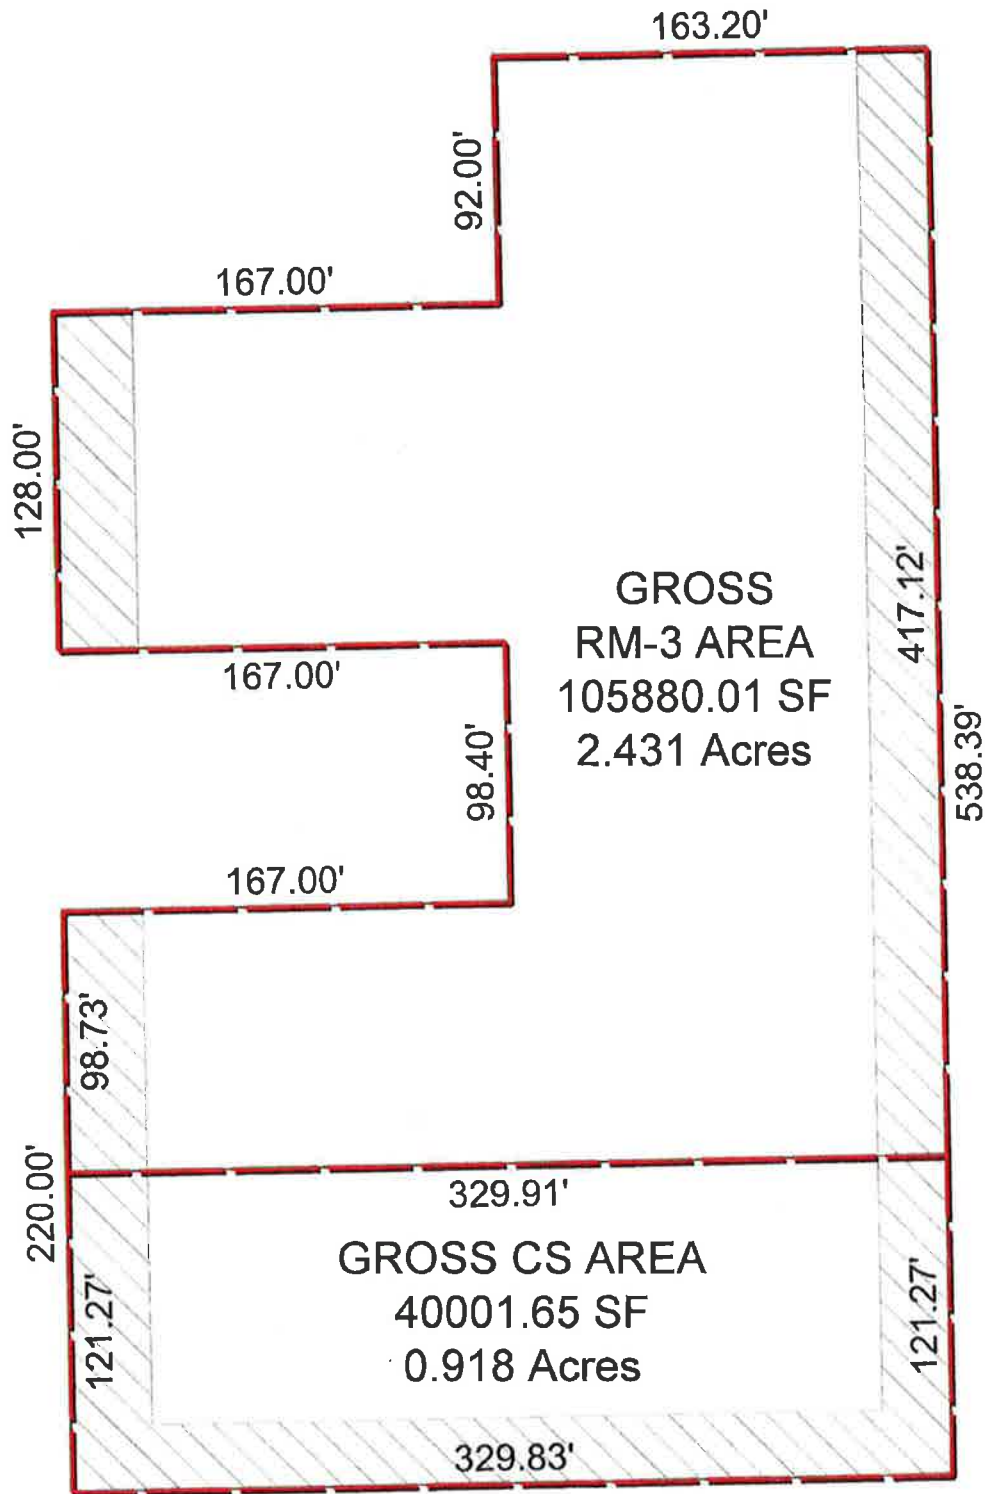 163.20'
92.00'
167.00'
128.00'
GROSS
RM-3 AREA
105880.01 SF
2.431 Acres
417.12'
167.00'
98.40'
538.39'
167.00'
98.73'
220.00'
329.91'
GROSS CS AREA
40001.65 SF
0.918 Acres
121.27'
121.27'
329.83'